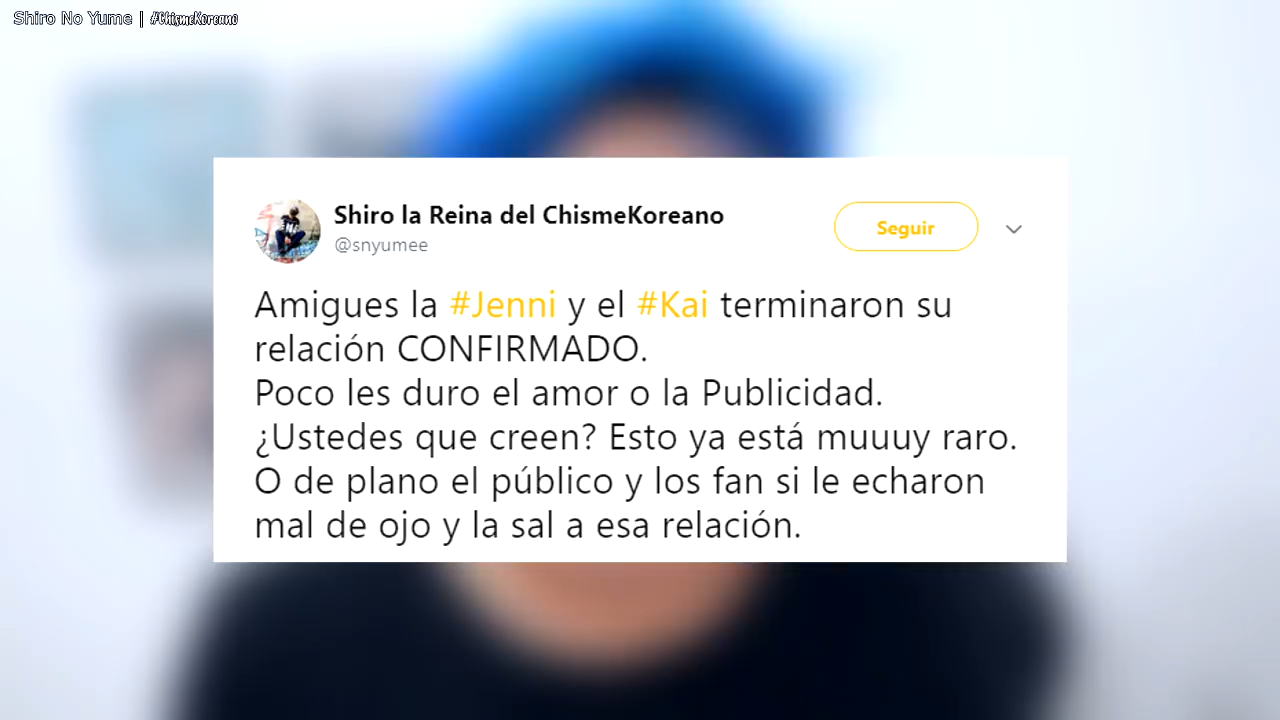 Shiro No Yume | #ChismeKoreano
Shiro la Reina del ChismeKoreano
@snyumee
Seguir
Amigues la #Jenni y el #Kai terminaron su
relación CONFIRMADO.
Poco les duro el amor o la Publicidad.
¿Ustedes que creen? Esto ya está muuuy raro.
O de plano el público y los fan si le echaron
mal de ojo y la sal a esa relación.